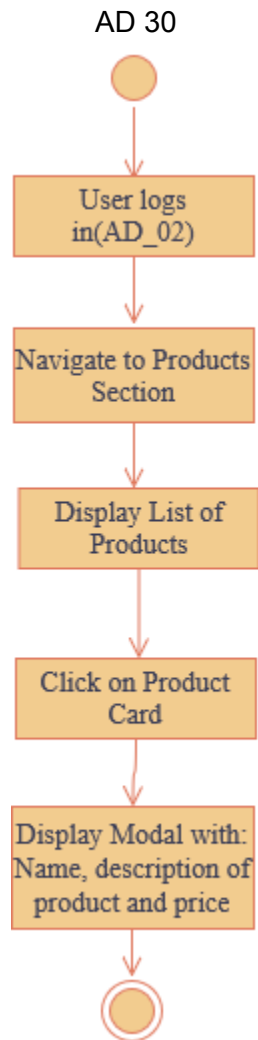 AD 30
User logs
in(AD_02)
Navigate to Products
Section
Display List of
Products
Click on Product
Card
Display Modal with:
Name, description of
product and price